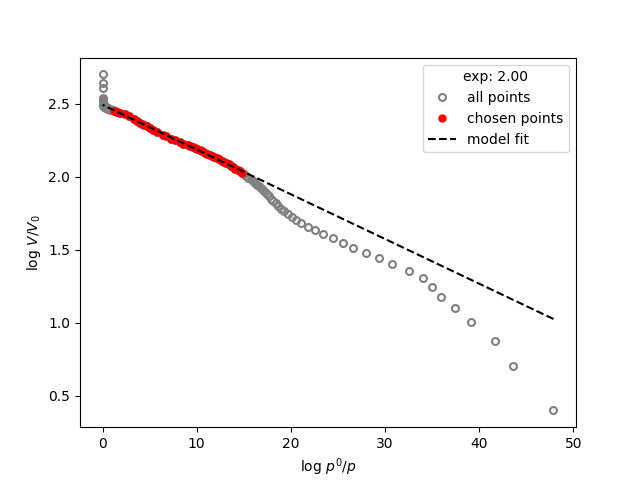 exp: 2.00
all points
chosen points
model fit
2.5
2.0
1.5
1.0
0.5
log V/V₀
0 10 20 30 40 50
log p⁰/p